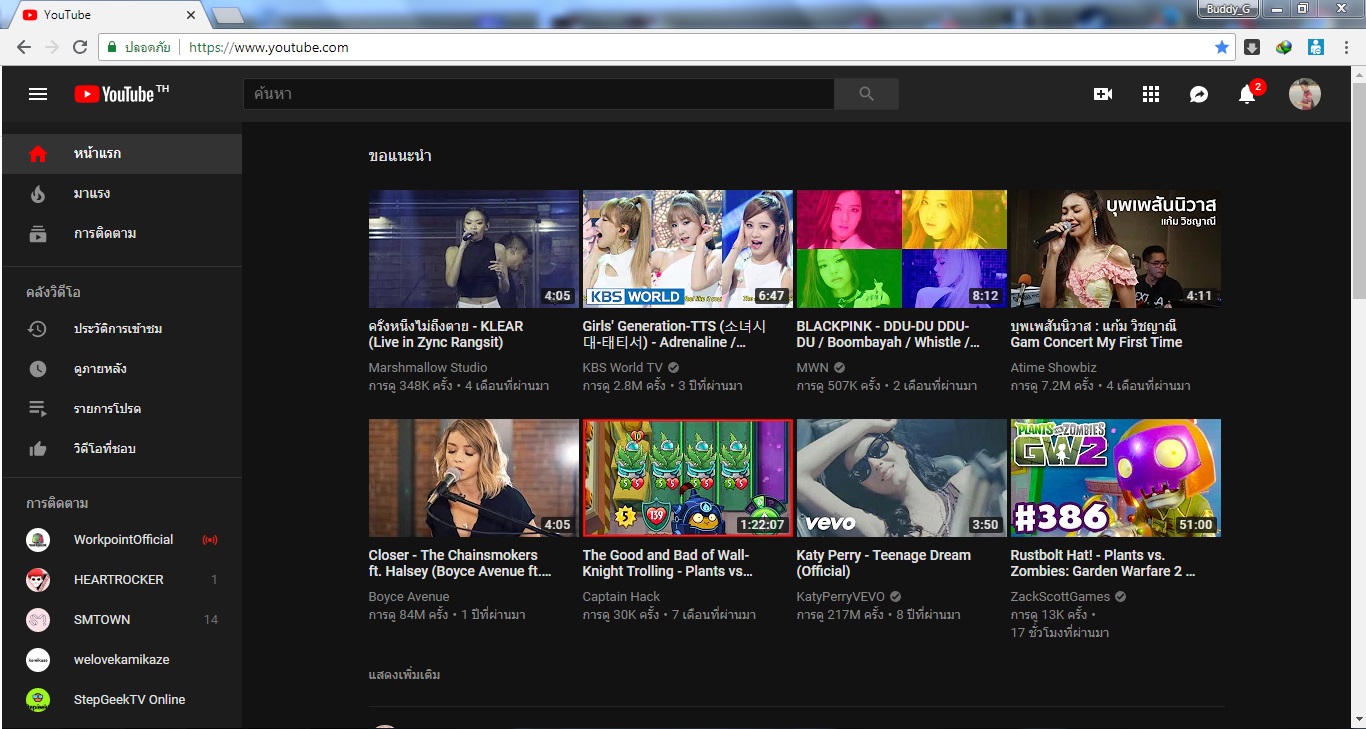 YouTube
Buddy_G
ปลอดภัย
https://www.youtube.com
YouTube TH
ค้นหา
2
หน้าแรก
มาแรง
การติดตาม
คลังวิดีโอ
ประวัติการเข้าชม
ดูภายหลัง
รายการโปรด
วิดีโอที่ชอบ
การติดตาม
WorkpointOfficial
HEARTROCKER 1
SMTOWN 14
welovekamikaze
StepGeekTV Online
ขอแนะนำ
4:05
KBS WORLD
6:47
8:12
บุพเพสันนิวาส
แก้ม วิชญาณี
4:11
ครั้งหนึ่งไม่ถึงตาย - KLEAR
(Live in Zync Rangsit)
Marshmallow Studio
การดู 348K ครั้ง • 4 เดือนที่ผ่านมา
Girls' Generation-TTS (소녀시
대-태티서) - Adrenaline /...
KBS World TV
การดู 2.8M ครั้ง • 3 ปีที่ผ่านมา
BLACKPINK - DDU-DU DDU-
DU / Boombayah / Whistle /...
MWN
การดู 507K ครั้ง • 2 เดือนที่ผ่านมา
บุพเพสันนิวาส : แก้ม วิชญาณี
Gam Concert My First Time
Atime Showbiz
การดู 7.2M ครั้ง • 4 เดือนที่ผ่านมา
4:05
10
5 3 5 3 5 3 5 3
5
139
1:22:07
vevo
3:50
PLANTS vs ZOMBIES
GW2
#386
51:00
Closer - The Chainsmokers
ft. Halsey (Boyce Avenue ft....
Boyce Avenue
การดู 84M ครั้ง • 1 ปีที่ผ่านมา
The Good and Bad of Wall-
Knight Trolling - Plants vs...
Captain Hack
การดู 30K ครั้ง • 7 เดือนที่ผ่านมา
Katy Perry - Teenage Dream
(Official)
KatyPerryVEVO
การดู 217M ครั้ง • 8 ปีที่ผ่านมา
Rustbolt Hat! - Plants vs.
Zombies: Garden Warfare 2 ...
ZackScottGames
การดู 13K ครั้ง •
17 ชั่วโมงที่ผ่านมา
แสดงเพิ่มเติม